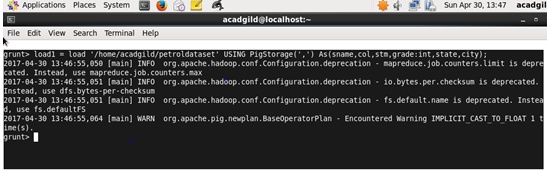 Applications Places System Sun Apr 30, 13:47
acadgild@localhost:~
File Edit View Search Terminal Help
grunt> load1 = load '/home/acadgild/petroldataset' USING PigStorage(',') As(sname,col,stm,grade:int,state,city);
2017-04-30 13:46:55,050 [main] INFO org.apache.hadoop.conf.Configuration.deprecation - mapreduce.job.counters.limit is depre
cated. Instead, use mapreduce.job.counters.max
2017-04-30 13:46:55,051 [main] INFO org.apache.hadoop.conf.Configuration.deprecation - io.bytes.per.checksum is deprecated.
Instead, use dfs.bytes-per-checksum
2017-04-30 13:46:55,051 [main] INFO org.apache.hadoop.conf.Configuration.deprecation - fs.default.name is deprecated. Instea
d, use fs.defaultFS
2017-04-30 13:46:55,064 [main] WARN org.apache.pig.newplan.BaseOperatorPlan - Encountered Warning IMPLICIT_CAST_TO_FLOAT 1 t
ime(s).
grunt>